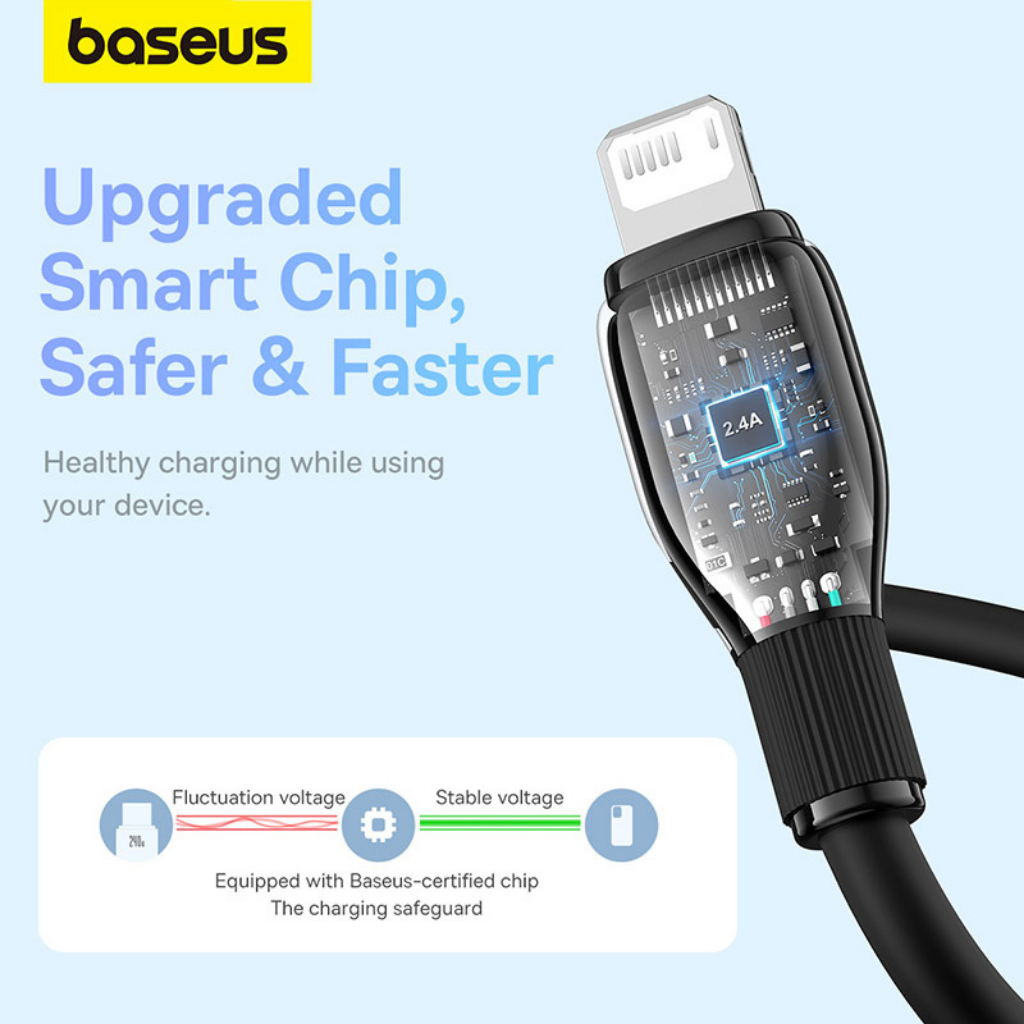 baseus
Upgraded
Smart Chip,
Safer & Faster
Healthy charging while using
your device.
2.4A
01C
Fluctuation voltage
Stable voltage
Equipped with Baseus-certified chip
The charging safeguard